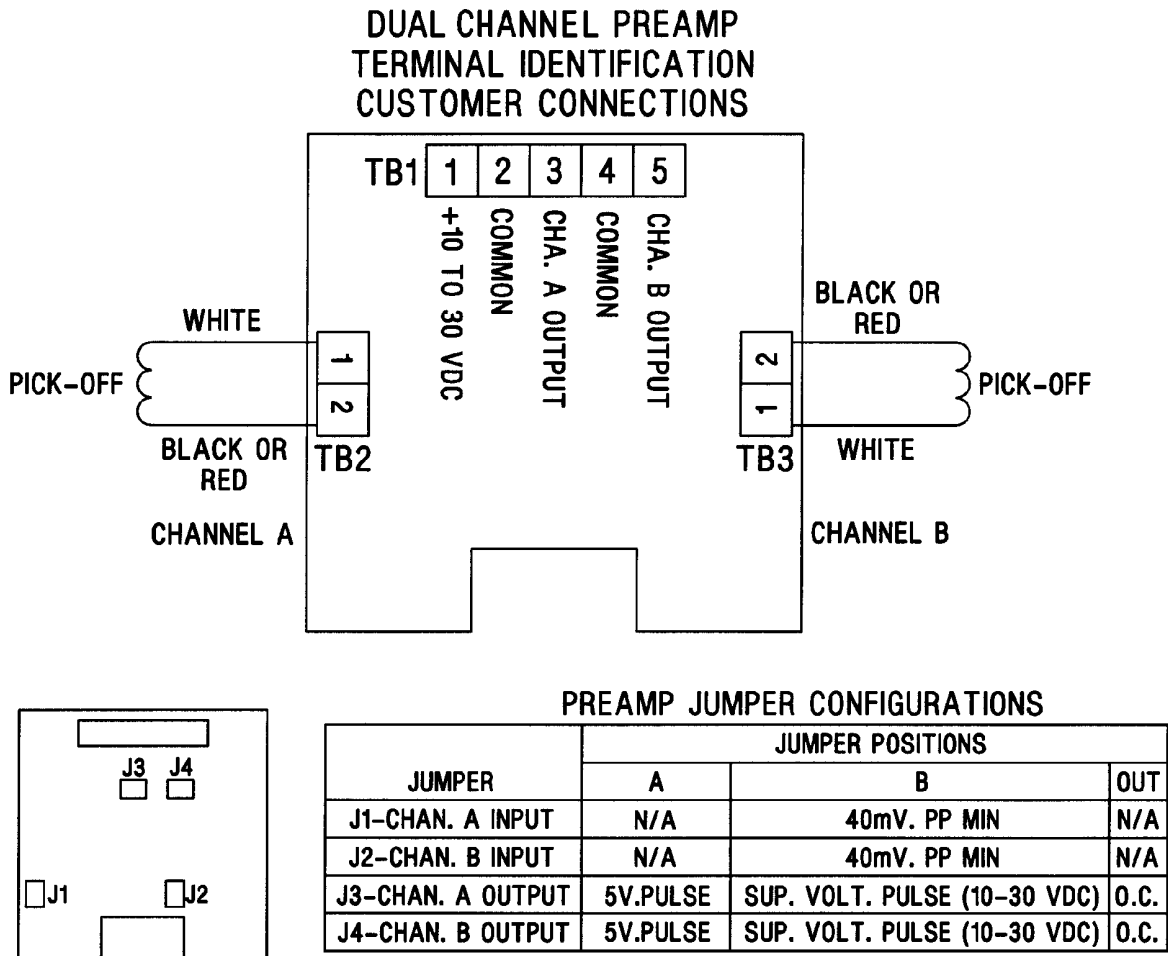 DUAL CHANNEL PREAMP
TERMINAL IDENTIFICATION
CUSTOMER CONNECTIONS
TB1 1 2 3 4 5
+10 TO 30 VDC
COMMON
CHA. A OUTPUT
COMMON
CHA. B OUTPUT
WHITE
PICK-OFF
BLACK OR
RED
1
2
TB2
CHANNEL A
BLACK OR
RED
2
1
TB3
PICK-OFF
WHITE
CHANNEL B
J3 J4
J1 J2
PREAMP JUMPER CONFIGURATIONS
JUMPER POSITIONS
JUMPER A B OUT
J1-CHAN. A INPUT N/A 40mV. PP MIN N/A
J2-CHAN. B INPUT N/A 40mV. PP MIN N/A
J3-CHAN. A OUTPUT 5V.PULSE SUP. VOLT. PULSE (10-30 VDC) O.C.
J4-CHAN. B OUTPUT 5V.PULSE SUP. VOLT. PULSE (10-30 VDC) O.C.